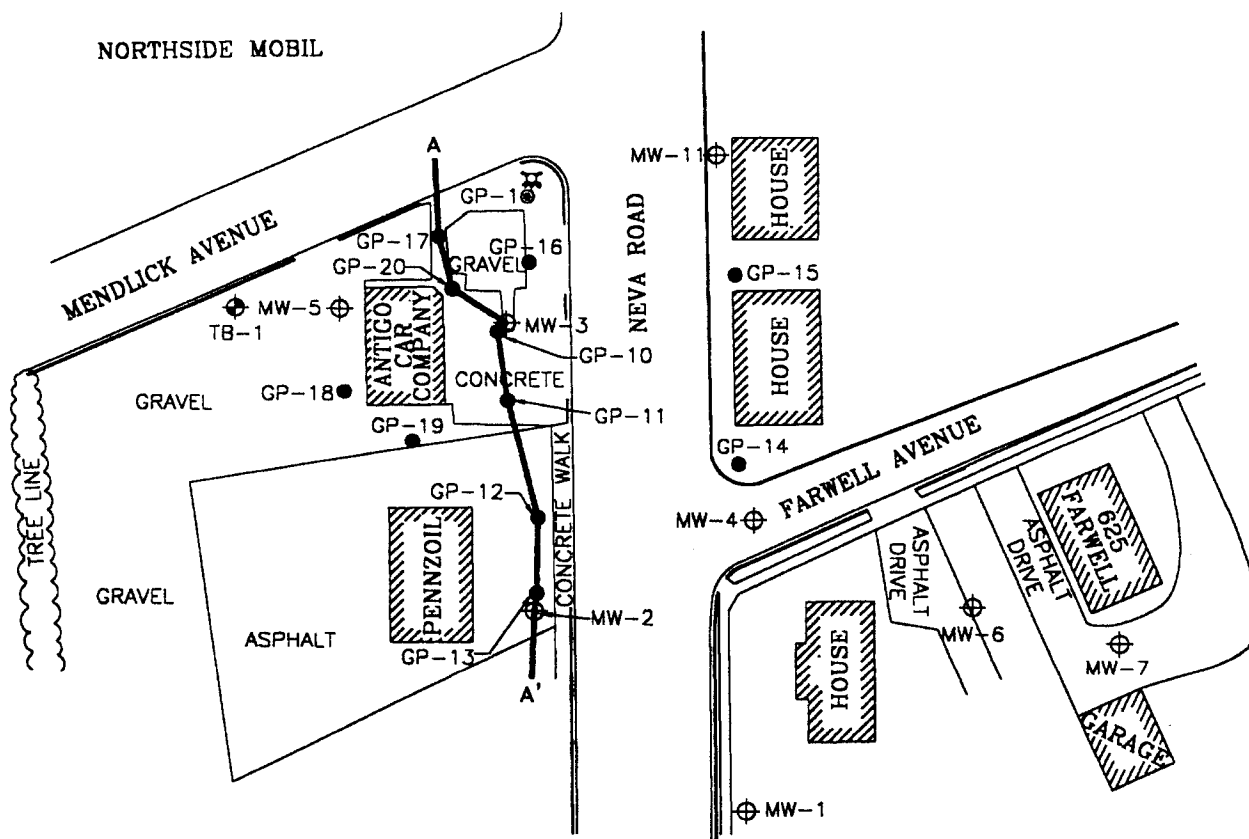 NORTHSIDE MOBIL
A
MW-11
HOUSE
GP-1
NEVA ROAD
MENDLICK AVENUE
GP-17
GP-16
GRAVEL
GP-20
GP-15
TB-1
MW-5
MW-3
HOUSE
ANTIGO
CAR
COMPANY
GP-10
CONCRETE
GP-18
GRAVEL
GP-11
GP-19
GP-14
FARWELL AVENUE
TREE LINE
GP-12
CONCRETE WALK
MW-4
625
FARWELL
ASPHALT
DRIVE
ASPHALT
DRIVE
PENNZOIL
GRAVEL
MW-2
MW-6
ASPHALT
GP-13
HOUSE
MW-7
A'
GARAGE
MW-1